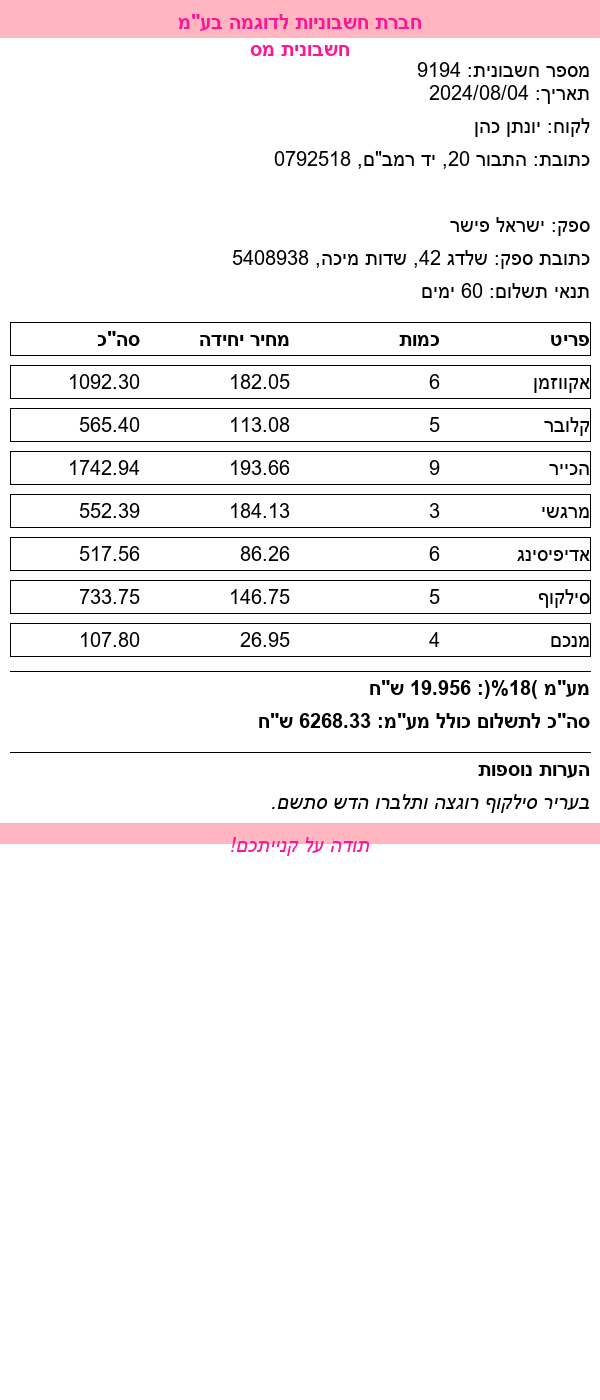 חברת חשבוניות לדוגמה בע"מ
חשבונית מס
מספר חשבונית: 9194
תאריך: 2024/08/04
לקוח: יונתן כהן
כתובת: התבור 20, יד רמב"ם, 0792518
ספק: ישראל פישר
כתובת ספק: שלדג 42, שדות מיכה, 5408938
תנאי תשלום: 60 ימים
פריט כמות מחיר יחידה סה"כ
אקווזמן 6 182.05 1092.30
קלובר 5 113.08 565.40
הכייר 9 193.66 1742.94
מרגשי 3 184.13 552.39
אדיפיסינג 6 86.26 517.56
סילקוף 5 146.75 733.75
מנכם 4 26.95 107.80
מע"מ )18%(: 956.19 ש"ח
סה"כ לתשלום כולל מע"מ: 6268.33 ש"ח
הערות נוספות
בעריר סילקוף רוגצה ותלברו הדש סתשם.
תודה על קנייתכם!